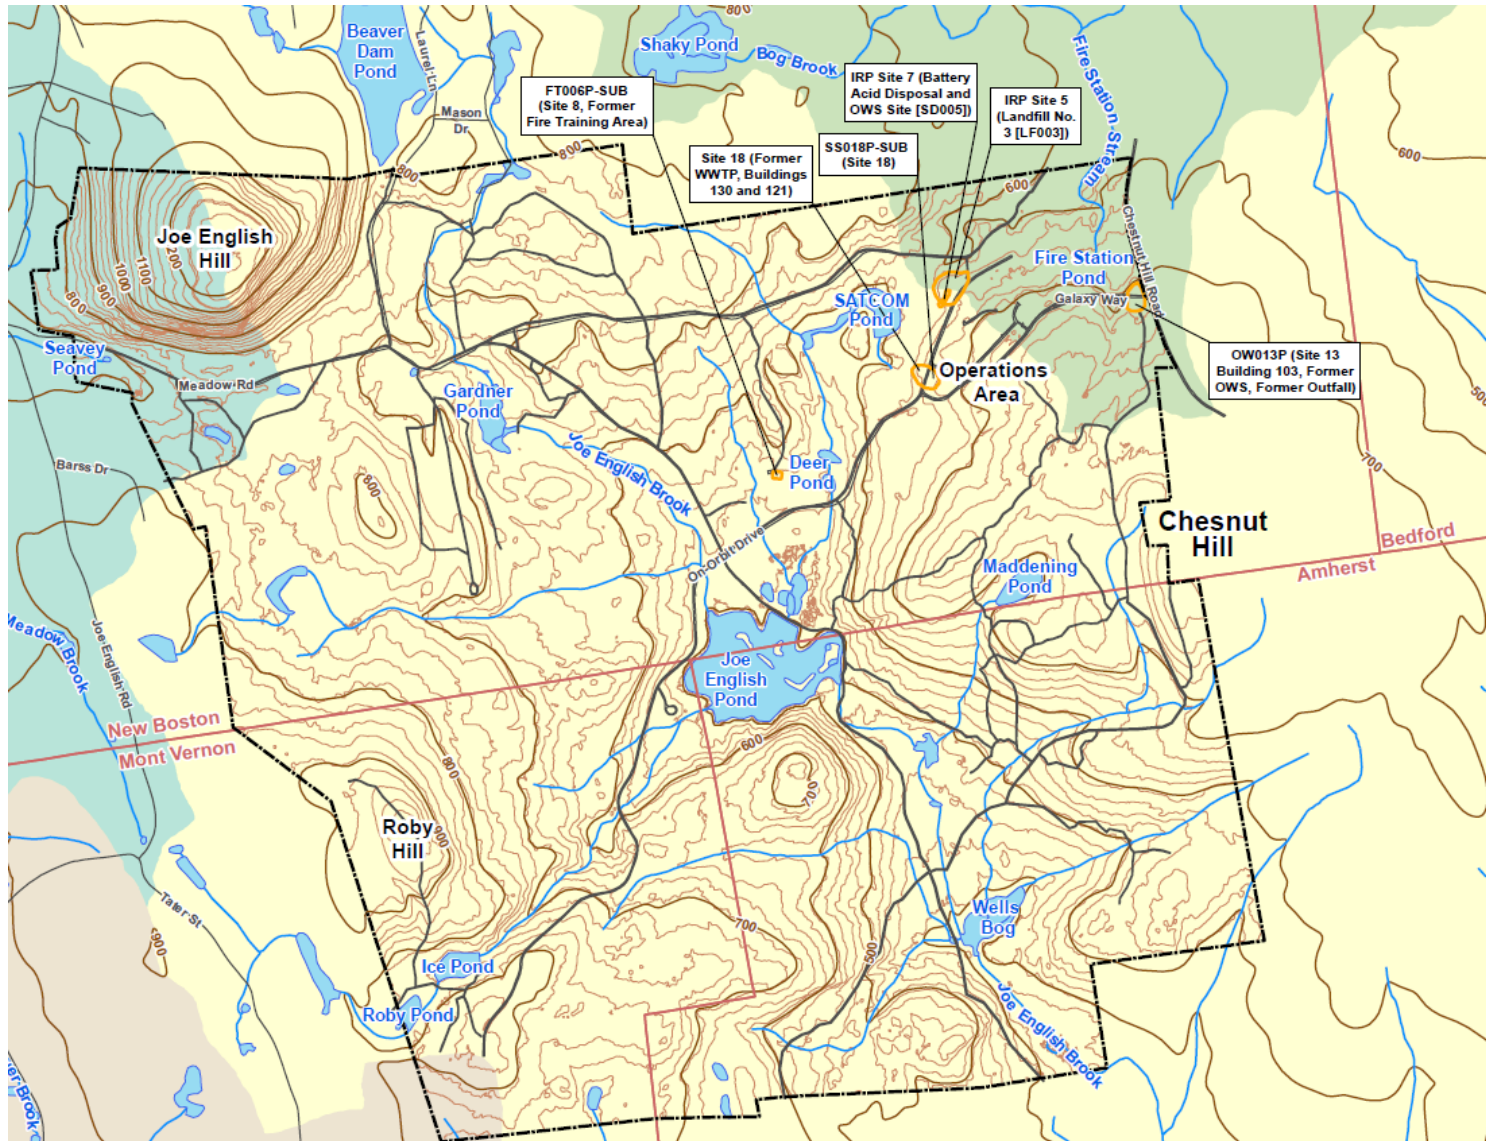 800
Beaver
Dam
Pond
Laurel Ln
Shaky Pond
Bog Brook
Fire Station Stream
FT006P-SUB
(Site 8, Former
Fire Training Area)
IRP Site 7 (Battery
Acid Disposal and
OWS Site [SD005])
IRP Site 5
(Landfill No.
3 [LF003])
Mason
Dr.
Site 18 (Former
WWTP, Buildings
130 and 121)
SS018P-SUB
(Site 18)
800
600
800
600
Joe English
Hill
200
1100
1000
900
800
Chestnut Hill Road
Fire Station
Pond
Galaxy Way
SATCOM
Pond
Seavey
Pond
Meadow Rd
Gardner
Pond
Operations
Area
OW013P (Site 13
Building 103, Former
OWS, Former Outfall)
500
Barss Dr
800
Joe English Brook
Deer
Pond
700
On-Orbit Drive
Chesnut
Hill
Bedford
Amherst
Maddening
Pond
Meadow Brook
Joe English Rd
Joe
English
Pond
New Boston
Mont Vernon
600
800
700
Roby
Hill
900
Tater St
900
700
500
Wells
Bog
Ice Pond
Roby Pond
Joe English Brook
Brook